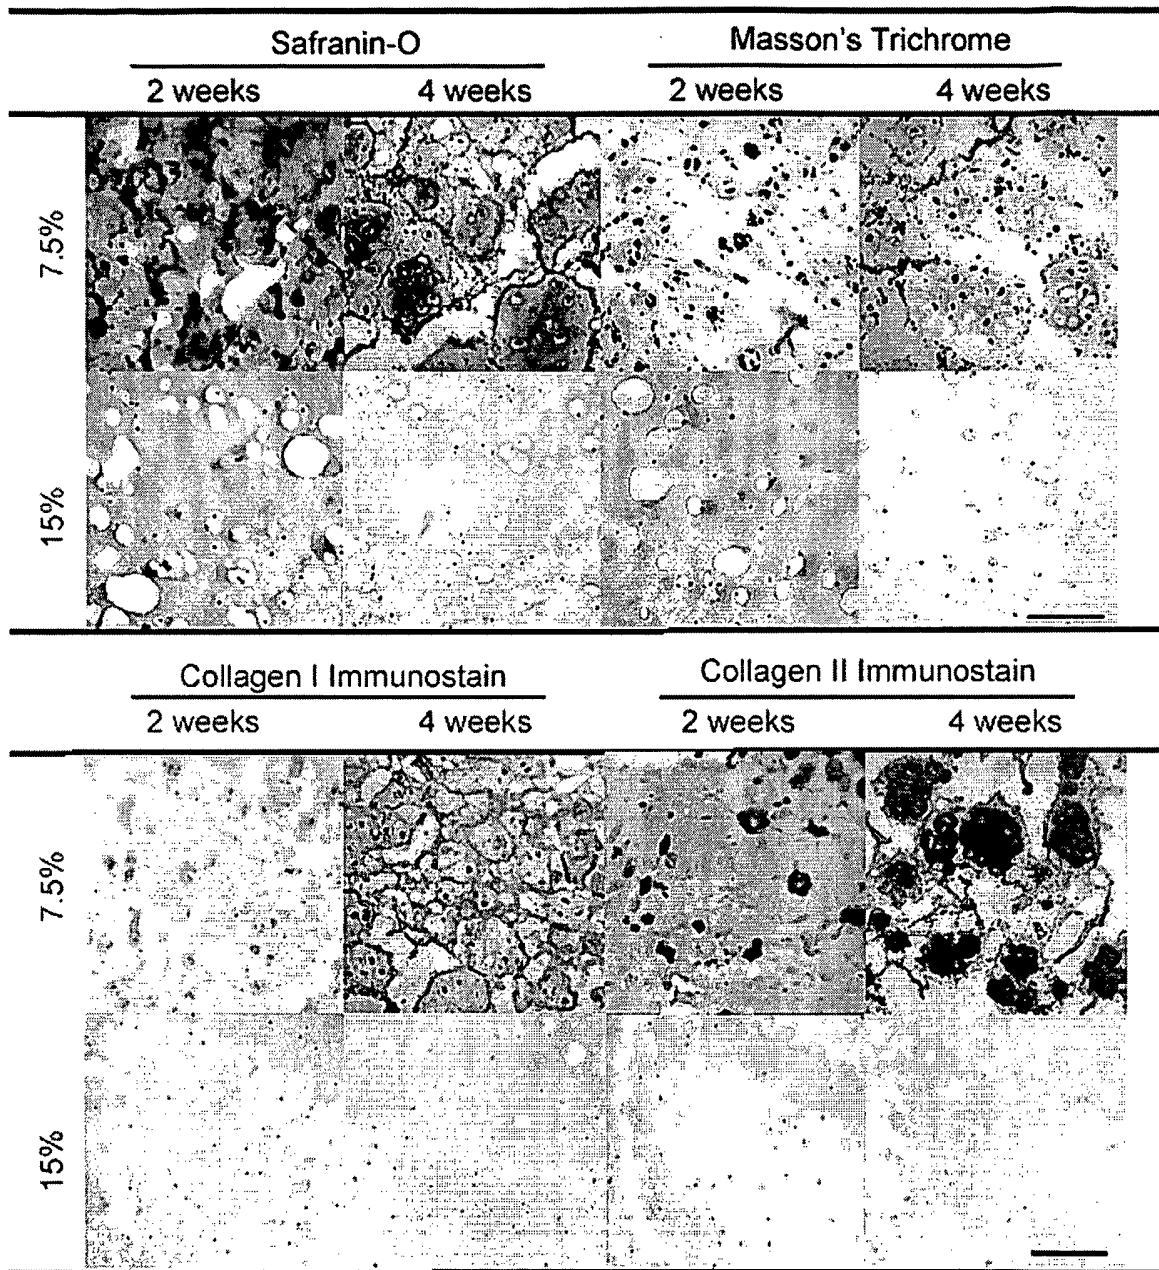 Safranin-O Masson's Trichrome
2 weeks 4 weeks 2 weeks 4 weeks
7.5%
15%
Collagen I Immunostain Collagen II Immunostain
2 weeks 4 weeks 2 weeks 4 weeks
7.5%
15%